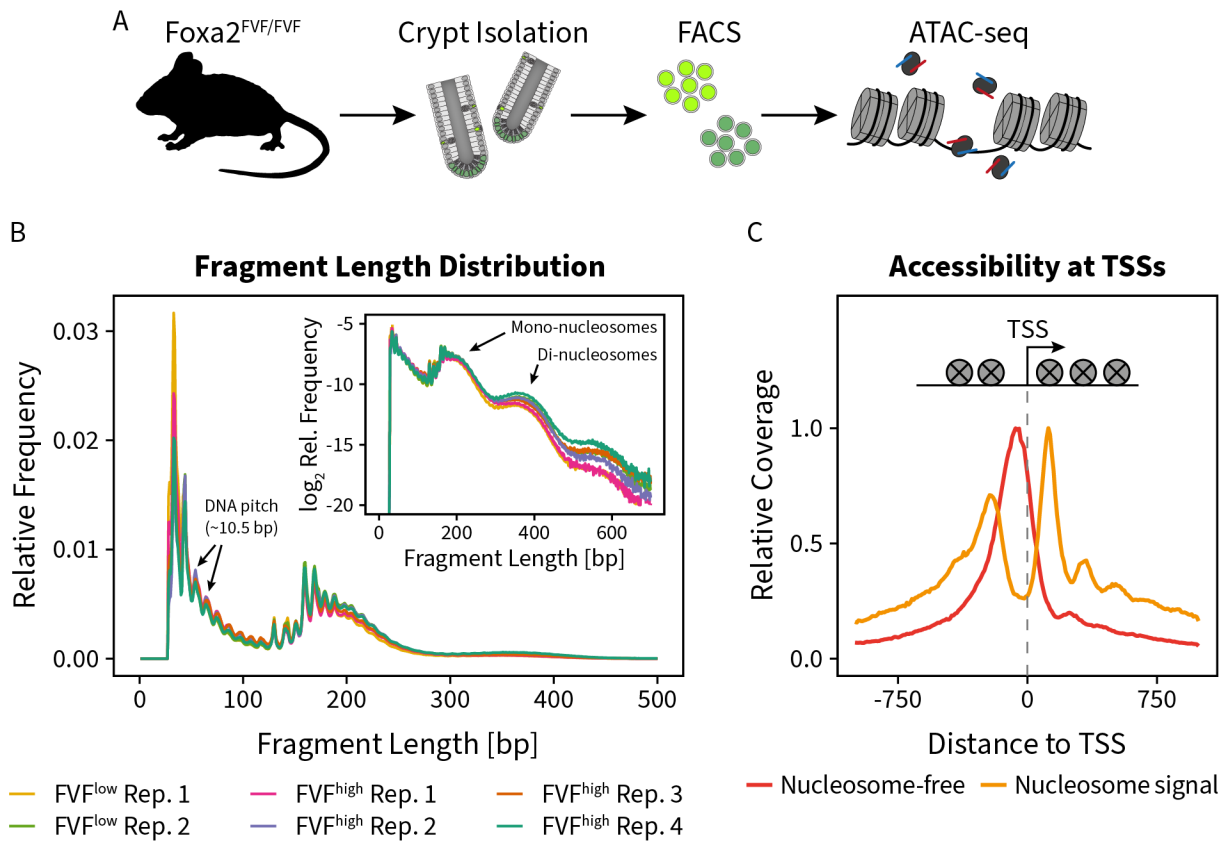 A
Foxa2FVF/FVF
Crypt Isolation
FACS
ATAC-seq
B
Fragment Length Distribution
Relative Frequency
0.03
0.02
0.01
0.00
DNA pitch
(~10.5 bp)
log2 Rel. Frequency
-5
-10
-15
-20
Mono-nucleosomes
Di-nucleosomes
0 200 400 600
Fragment Length [bp]
0 100 200 300 400 500
Fragment Length [bp]
FVFlow Rep. 1
FVFhigh Rep. 1
FVFhigh Rep. 3
FVFlow Rep. 2
FVFhigh Rep. 2
FVFhigh Rep. 4
C
Accessibility at TSSs
TSS
Relative Coverage
1.0
0.5
0.0
-750 0 750
Distance to TSS
Nucleosome-free
Nucleosome signal